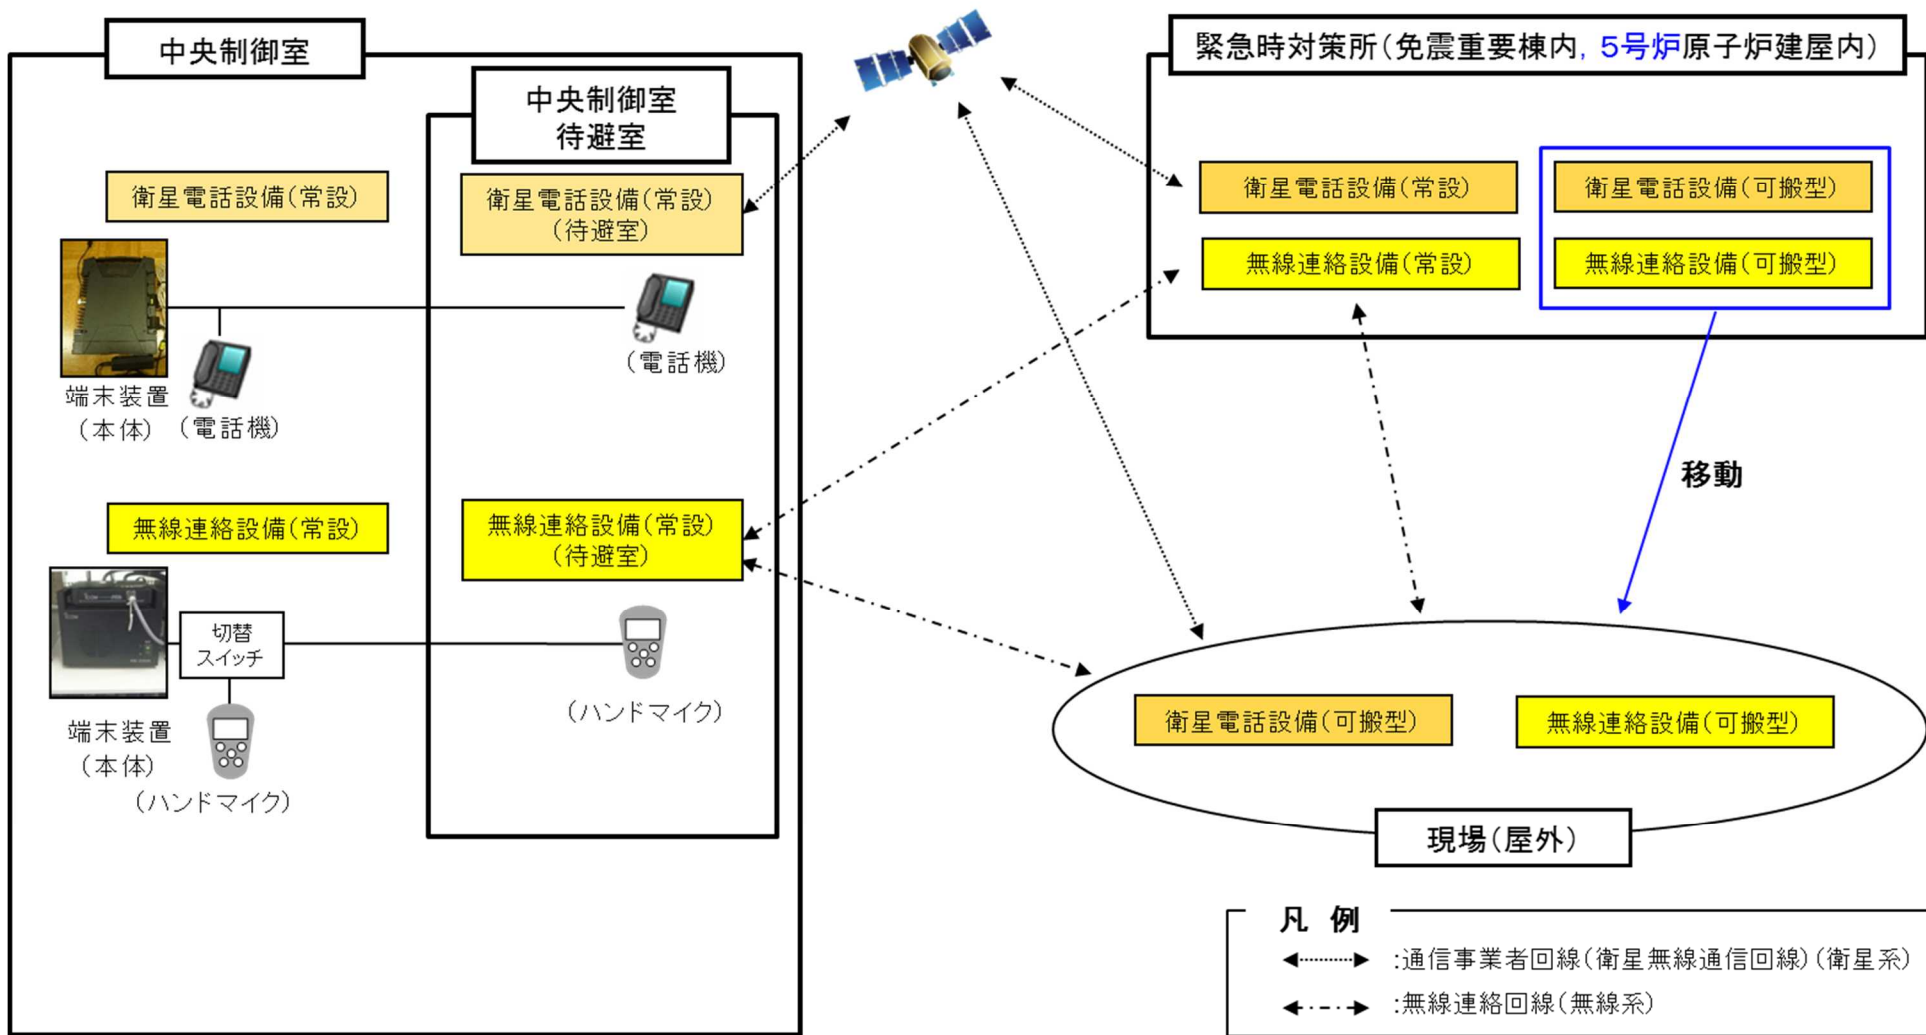 中央制御室
中央制御室
待避室
衛星電話設備(常設)
衛星電話設備(常設)
(待避室)
(電話機)
端末装置
(本体)
(電話機)
無線連絡設備(常設)
無線連絡設備(常設)
(待避室)
切替
スイッチ
(ハンドマイク)
端末装置
(本体)
(ハンドマイク)
緊急時対策所(免震重要棟内, 5号炉原子炉建屋内)
衛星電話設備(常設)
衛星電話設備(可搬型)
無線連絡設備(常設)
無線連絡設備(可搬型)
移動
衛星電話設備(可搬型)
無線連絡設備(可搬型)
現場(屋外)
凡 例
:通信事業者回線(衛星無線通信回線)(衛星系)
:無線連絡回線(無線系)